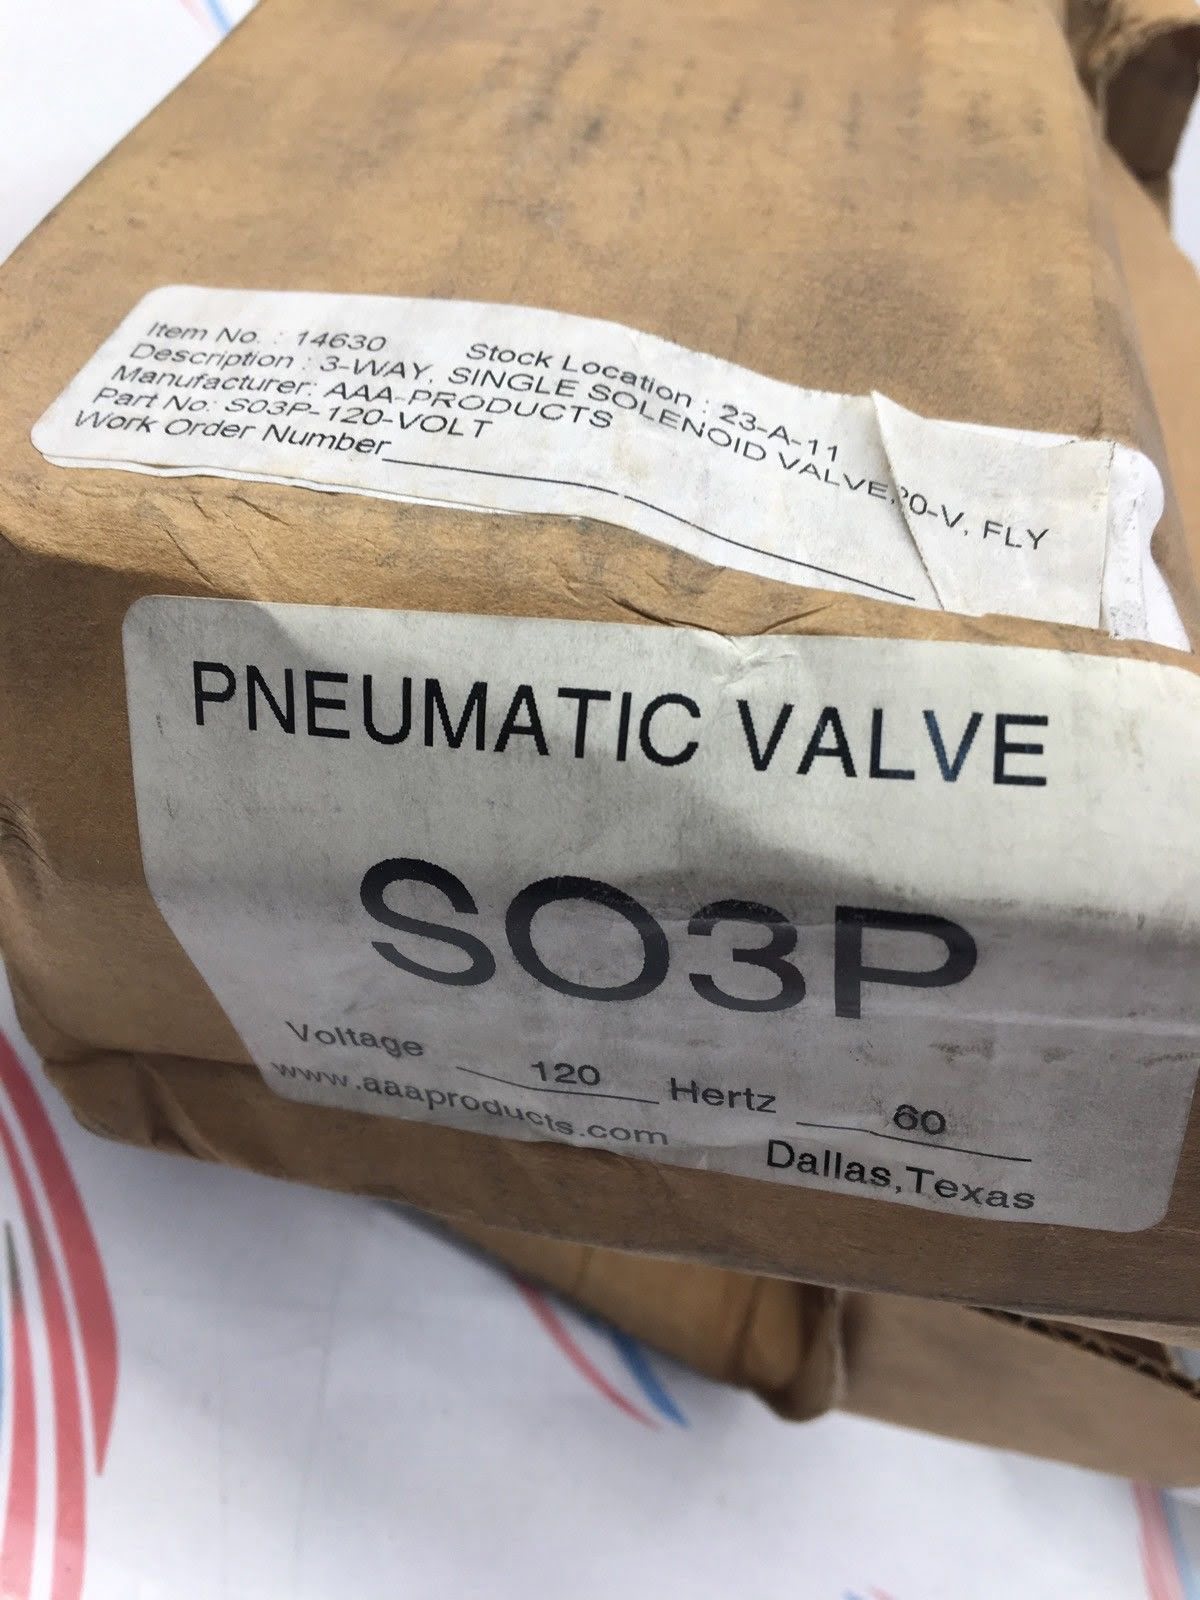 Item No. : 14630 Stock Location : 23-A-11
Description : 3-WAY, SINGLE SOLENOID VALVE, 20-V, FLY
Manufacturer: AAA-PRODUCTS
Part No: S03P-120-VOLT
Work Order Number
PNEUMATIC VALVE
SO3P
Voltage 120 Hertz 60
www.aaaproducts.com
Dallas,Texas